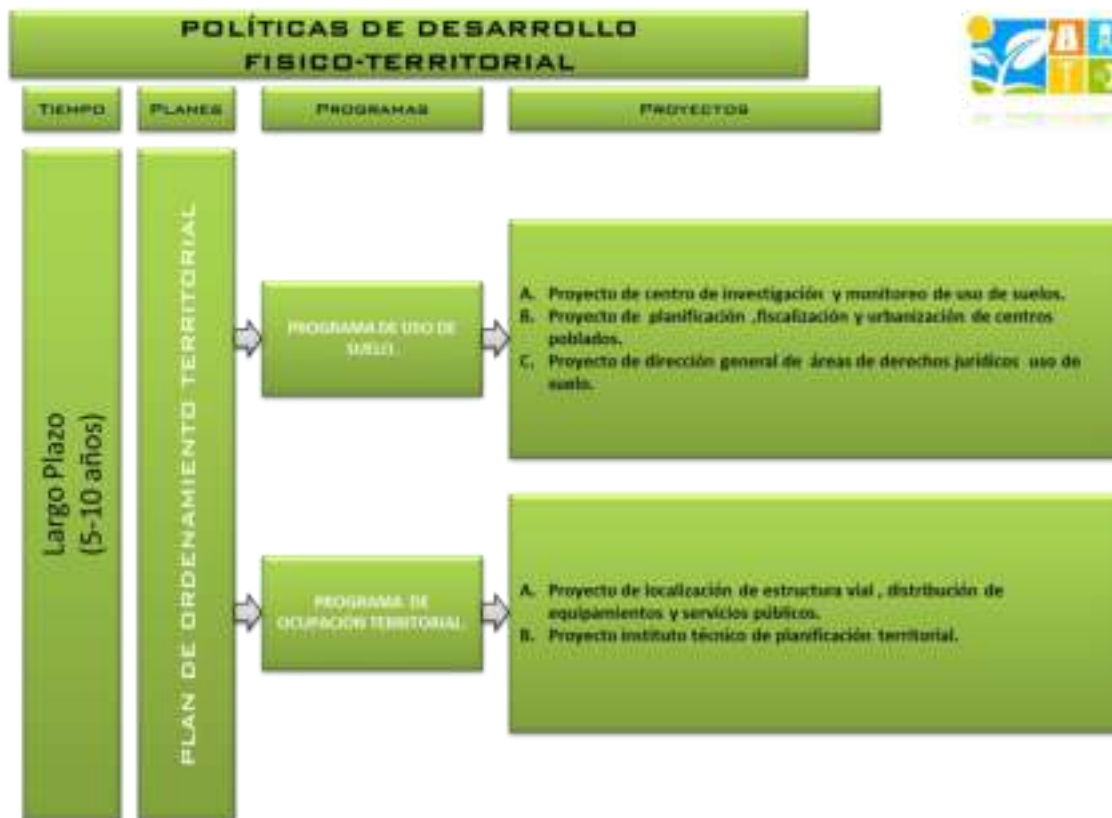 POLÍTICAS DE DESARROLLO
FISICO-TERRITORIAL
TIEMPO
PLANES
PROGRAMAS
PROYECTOS
Largo Plazo
(5-10 años)
PLAN DE ORDENAMIENTO TERRITORIAL
PROGRAMA DE USO DE
SUELO.
A. Proyecto de centro de investigación y monitoreo de uso de suelos.
B. Proyecto de planificación ,fiscalización y urbanización de centros
poblados.
C. Proyecto de dirección general de áreas de derechos jurídicos uso de
suelo.
PROGRAMA DE
OCUPACIÓN TERRITORIAL.
A. Proyecto de localización de estructura vial , distribución de
equipamientos y servicios públicos.
B. Proyecto instituto técnico de planificación territorial.